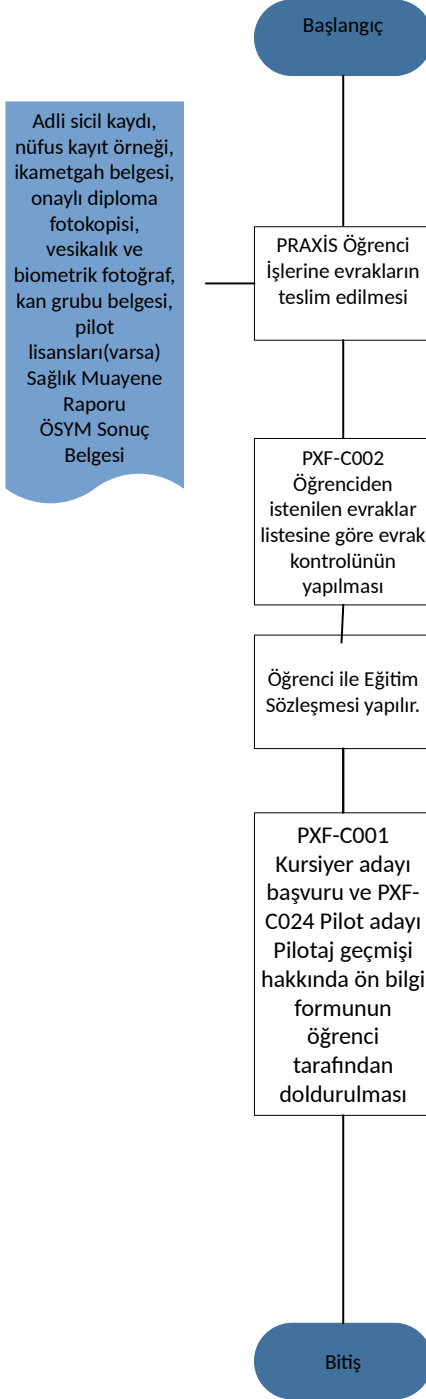 Başlangıç
Adli sicil kaydı,
nüfus kayıt örneği,
ikametgah belgesi,
onaylı diploma
fotokopisi,
vesikalık ve
biometrik fotoğraf,
kan grubu belgesi,
pilot
lisansları(varsa)
Sağlık Muayene
Raporu
ÖSYM Sonuç
Belgesi
PRAXİS Öğrenci
İşlerine evrakların
teslim edilmesi
PXF-C002
Öğrenciden
istenilen evraklar
listesine göre evrak
kontrolünün
yapılması
Öğrenci ile Eğitim
Sözleşmesi yapılır.
PXF-C001
Kursiyer adayı
başvuru ve PXF-
C024 Pilot adayı
Pilotaj geçmişi
hakkında ön bilgi
formunun
öğrenci
tarafından
doldurulması
Bitiş